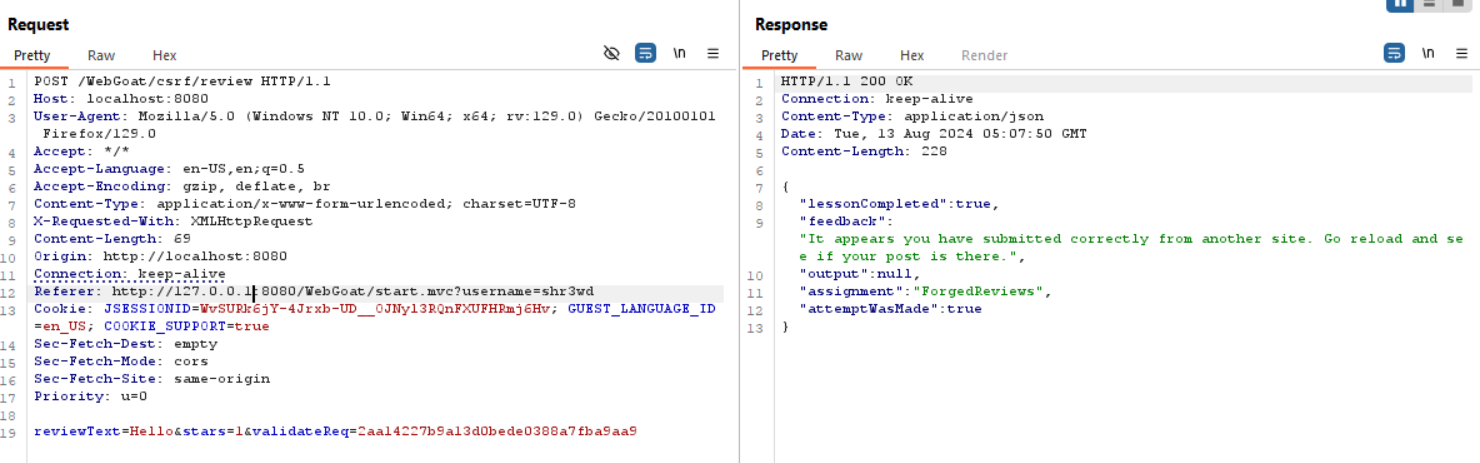 Request
Pretty Raw Hex \n
1 POST /WebGoat/csrf/review HTTP/1.1
2 Host: localhost:8080
3 User-Agent: Mozilla/5.0 (Windows NT 10.0; Win64; x64; rv:129.0) Gecko/20100101
Firefox/129.0
4 Accept: */*
5 Accept-Language: en-US,en;q=0.5
6 Accept-Encoding: gzip, deflate, br
7 Content-Type: application/x-www-form-urlencoded; charset=UTF-8
8 X-Requested-With: XMLHttpRequest
9 Content-Length: 69
10 Origin: http://localhost:8080
11 Connection: keep-alive
12 Referer: http://127.0.0.1:8080/WebGoat/start.mvc?username=shr3wd
13 Cookie: JSESSIONID=WvSURk6jY-4Jrxb-UD__OJNyl3RQnFXUFHRmj6Hv; GUEST_LANGUAGE_ID
=en_US; COOKIE_SUPPORT=true
14 Sec-Fetch-Dest: empty
15 Sec-Fetch-Mode: cors
16 Sec-Fetch-Site: same-origin
17 Priority: u=0
18
19 reviewText=Hello&stars=1&validateReq=2aa14227b9a13d0bede0388a7fba9aa9
Response
Pretty Raw Hex Render \n
1 HTTP/1.1 200 OK
2 Connection: keep-alive
3 Content-Type: application/json
4 Date: Tue, 13 Aug 2024 05:07:50 GMT
5 Content-Length: 228
6
7 {
8 "lessonCompleted":true,
9 "feedback":
"It appears you have submitted correctly from another site. Go reload and se
e if your post is there.",
10 "output":null,
11 "assignment":"ForgedReviews",
12 "attemptWasMade":true
13 }